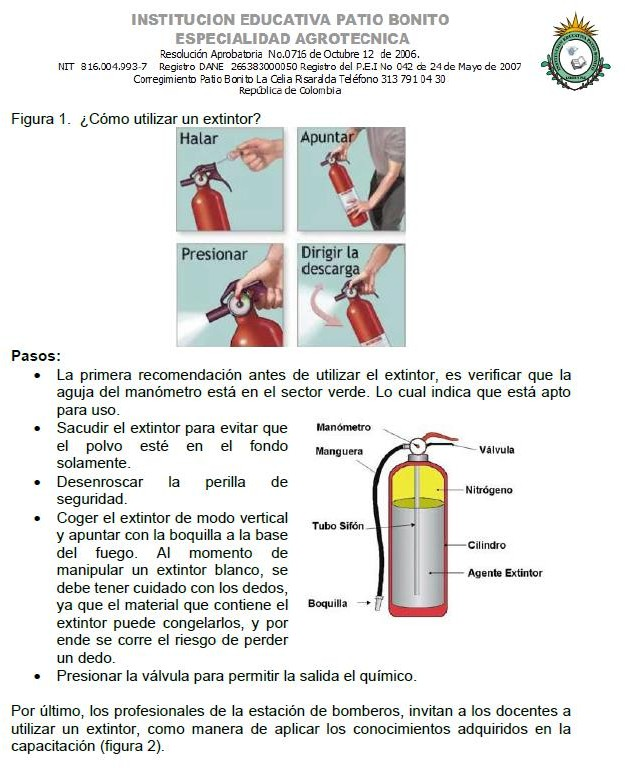 INSTITUCION EDUCATIVA PATIO BONITO
ESPECIALIDAD AGROTECNICA
Resolución Aprobatoria No.0716 de Octubre 12 de 2006.
NIT 816.004.993-7 Registro DANE 266383000050 Registro del P.E.I No 042 de 24 de Mayo de 2007
Corregimiento Patio Bonito La Celia Risaralda Teléfono 313 791 04 30
República de Colombia
Figura 1. ¿Cómo utilizar un extintor?
Halar
Apuntar
Presionar
Dirigir la
descarga
Pasos:
• La primera recomendación antes de utilizar el extintor, es verificar que la
aguja del manómetro está en el sector verde. Lo cual indica que está apto
para uso.
• Sacudir el extintor para evitar que
el polvo esté en el fondo
solamente.
• Desenroscar la perilla de
seguridad.
• Coger el extintor de modo vertical
y apuntar con la boquilla a la base
del fuego. Al momento de
manipular un extintor blanco, se
debe tener cuidado con los dedos,
ya que el material que contiene el
extintor puede congelarlos, y por
ende se corre el riesgo de perder
un dedo.
• Presionar la válvula para permitir la salida el químico.
Manómetro
Manguera
Válvula
Nitrógeno
Tubo Sifón
Cilindro
Agente Extintor
Boquilla
Por último, los profesionales de la estación de bomberos, invitan a los docentes a
utilizar un extintor, como manera de aplicar los conocimientos adquiridos en la
capacitación (figura 2).